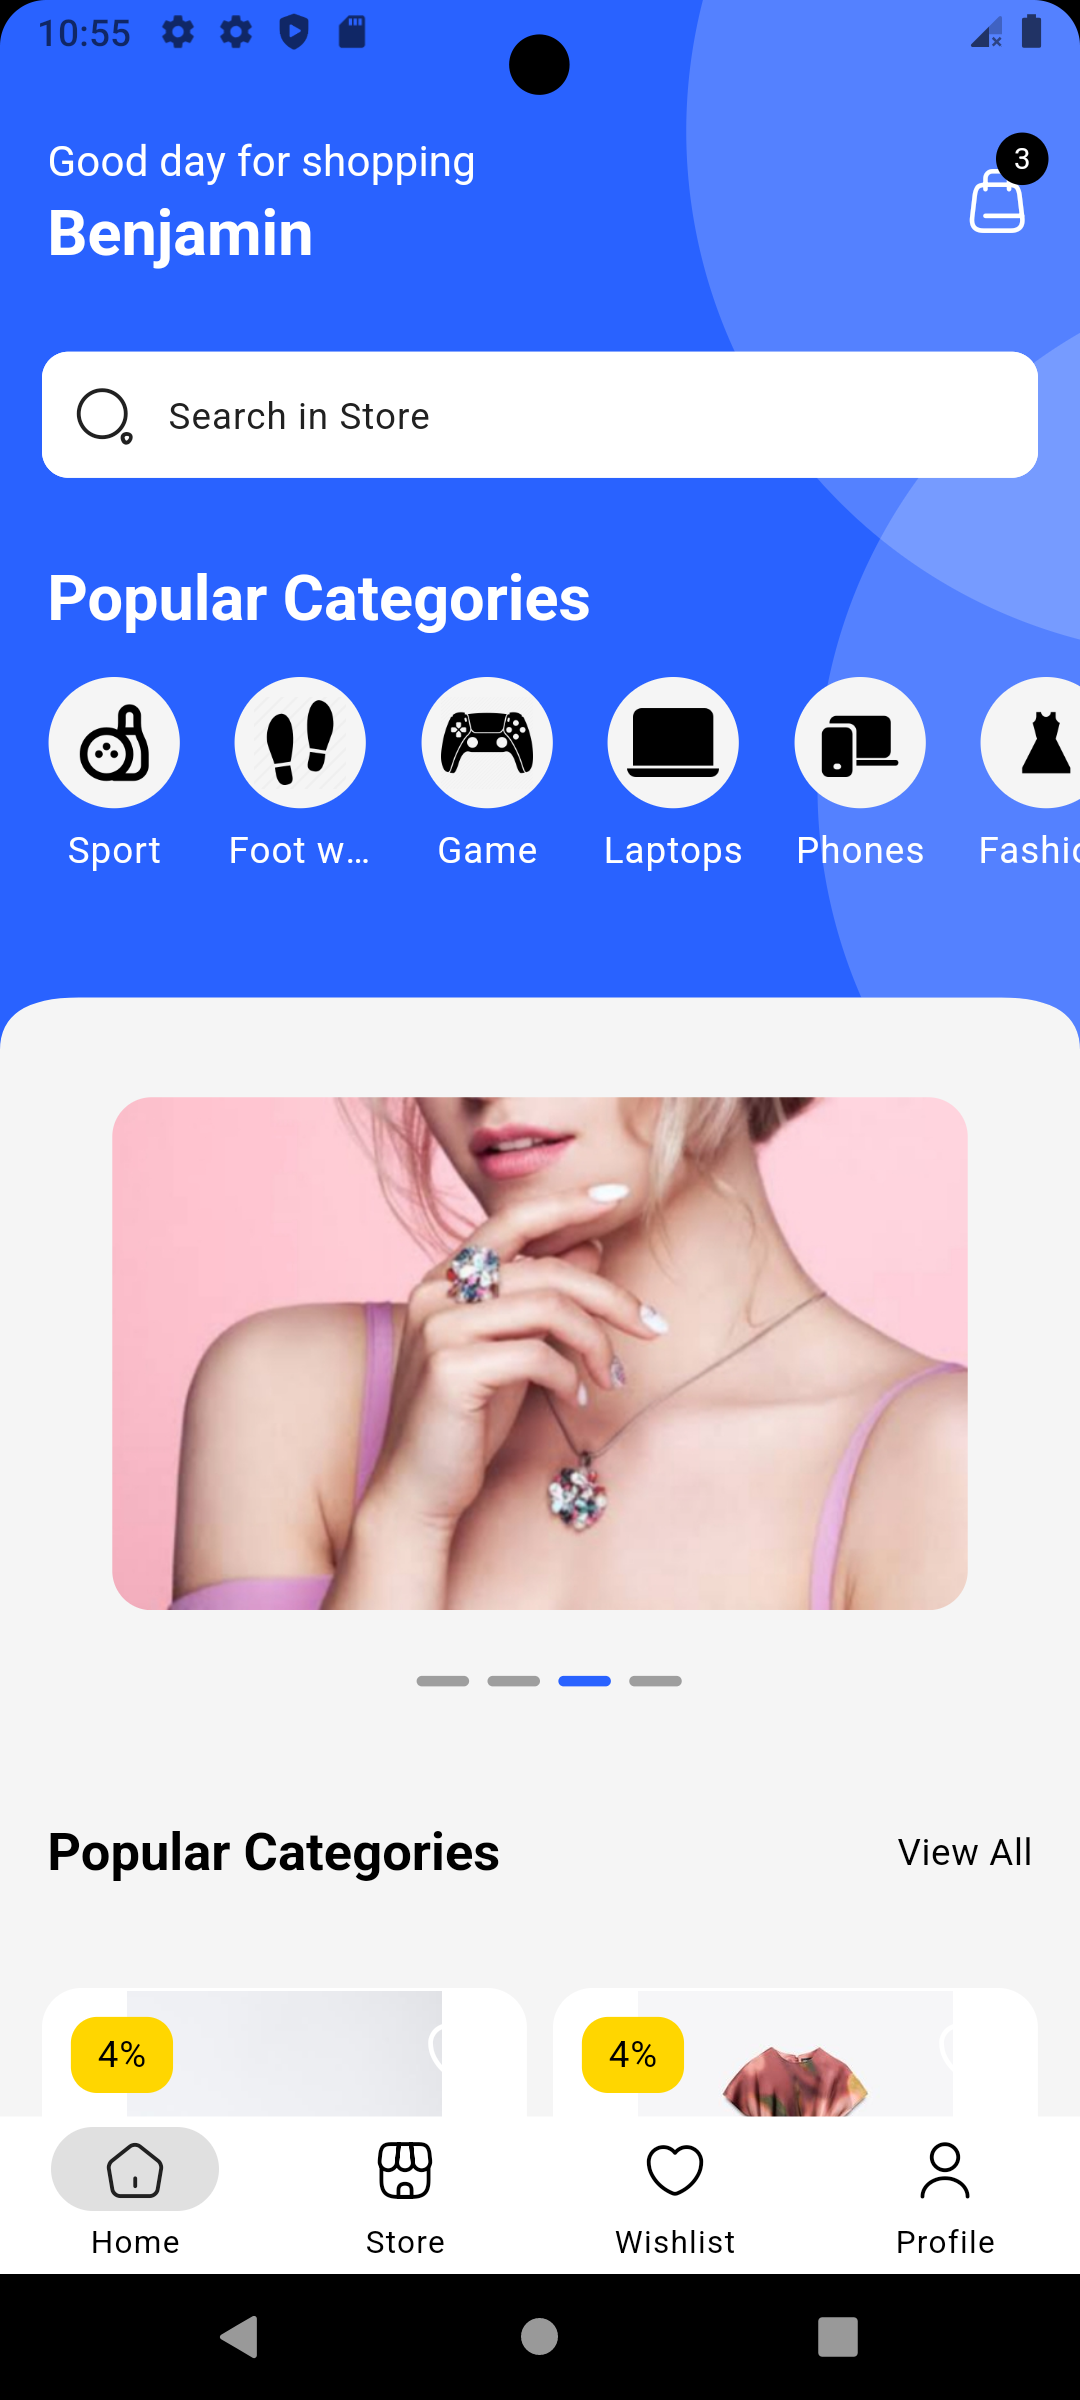 10:55
Good day for shopping
3
Benjamin
Search in Store
Popular Categories
Sport
Foot w...
Game
Laptops
Phones
Fashio
Popular Categories
View All
4%
4%
Home
Store
Wishlist
Profile